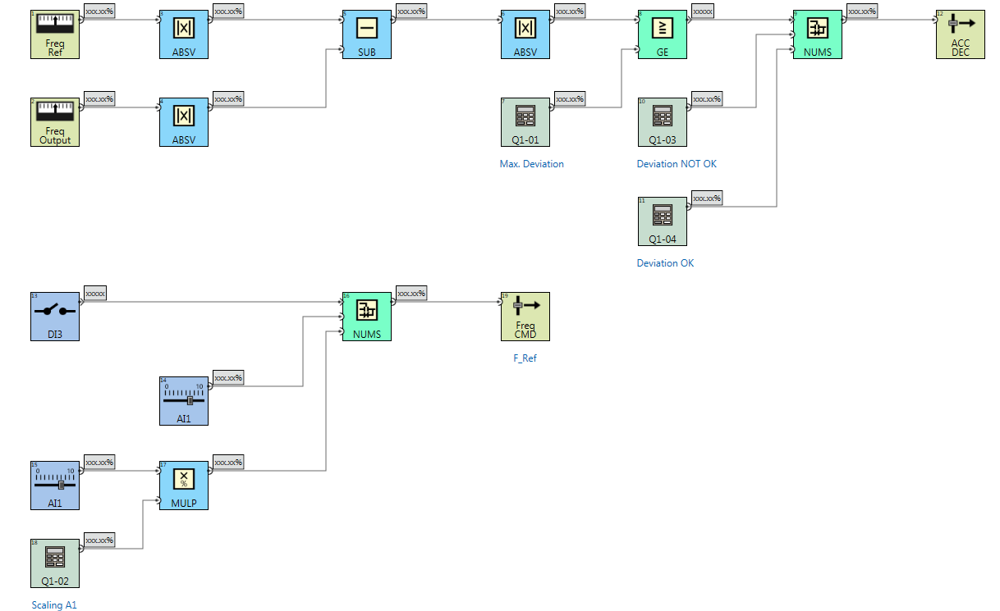 1
Freq
Ref
xxx.xx%
3
|x|
ABSV
xxx.xx%
5
SUB
xxx.xx%
6
|x|
ABSV
xxx.xx%
8
≥
GE
xxxxx
9
NUMS
xxx.xx%
12
ACC
DEC
2
Freq
Output
xxx.xx%
4
|x|
ABSV
xxx.xx%
7
Q1-01
xxx.xx%
Max. Deviation
10
Q1-03
xxx.xx%
Deviation NOT OK
11
Q1-04
xxx.xx%
Deviation OK
13
DI3
xxxxx
16
NUMS
xxx.xx%
19
Freq
CMD
F_Ref
14
0 10
AI1
xxx.xx%
15
0 10
AI1
xxx.xx%
17
X
%
MULP
xxx.xx%
18
Q1-02
xxx.xx%
Scaling A1